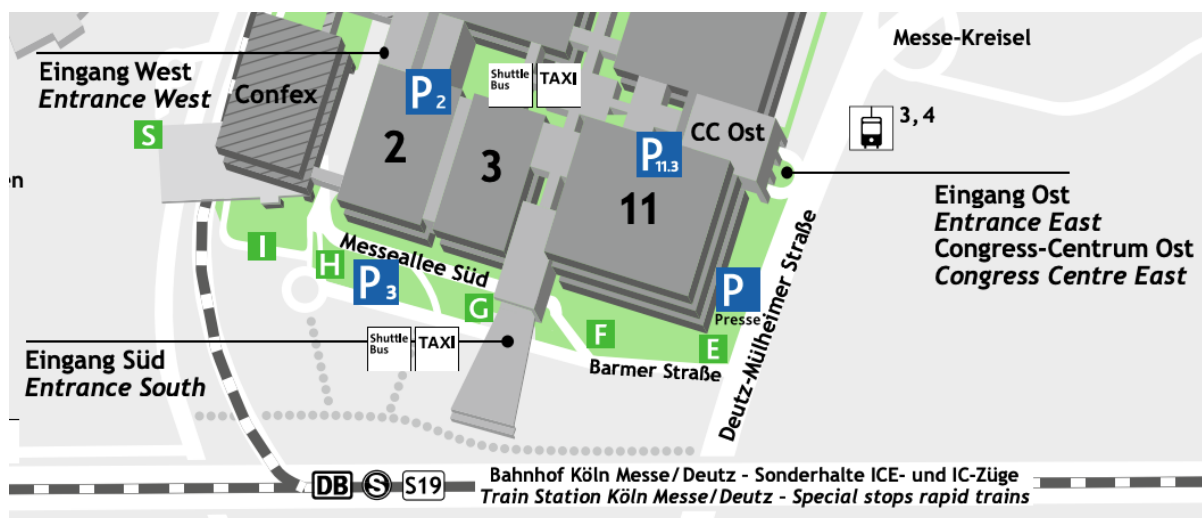 Messe-Kreisel
Eingang West
Entrance West
Confex
P2
Shuttle
Bus
TAXI
S
2
3
P11.3
CC Ost
3, 4
en
11
Eingang Ost
Entrance East
Congress-Centrum Ost
Congress Centre East
I
H
Messeallee Süd
P3
G
F
E
P
Presse
Deutz-Mülheimer Straße
Shuttle
Bus
TAXI
Eingang Süd
Entrance South
Barmer Straße
DB
S
S19
Bahnhof Köln Messe/Deutz - Sonderhalte ICE- und IC-Züge
Train Station Köln Messe/Deutz - Special stops rapid trains